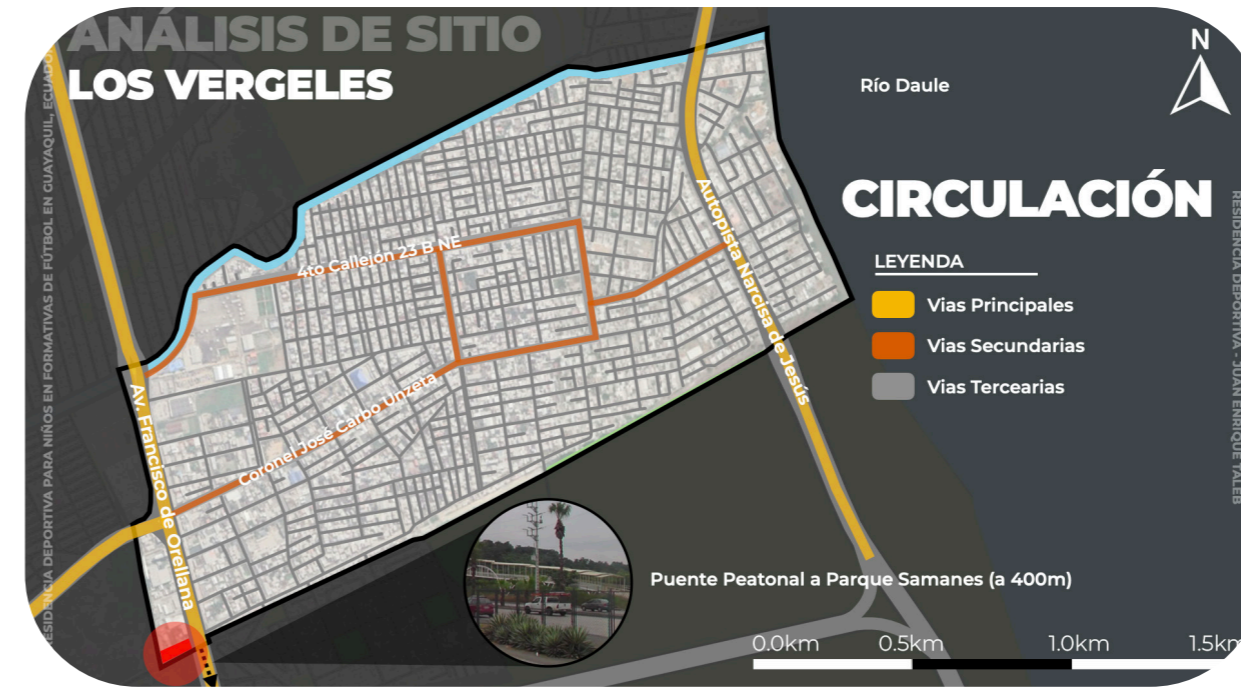 ANÁLISIS DE SITIO
LOS VERGELES
N
Río Daule
CIRCULACIÓN
LEYENDA
Vias Principales
Vias Secundarias
Vias Tercearias
4to Callejón 23 B NE
Autopista Narcisa de Jesús
Coronel José Carbo Unzeta
Av. Francisco de Orellana
Puente Peatonal a Parque Samanes (a 400m)
0.0km 0.5km 1.0km 1.5km
RESIDENCIA DEPORTIVA PARA NIÑOS EN FORMATIVAS DE FÚTBOL EN GUAYAQUIL, ECUADOR
RESIDENCIA DEPORTIVA - JUAN ENRIQUE TALEB